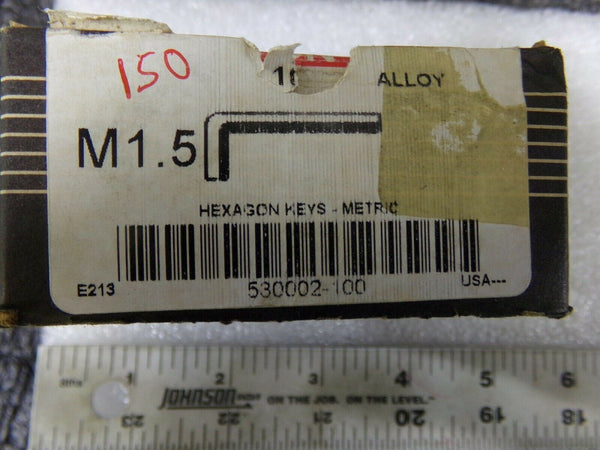 150
ALLOY
M1.5
HEXAGON KEYS - METRIC
E213
530002-100
USA---
1 2 3 4 5 6
JOHNSON ON THE JOB. ON THE LEVEL.
23 22 21 20 19 18